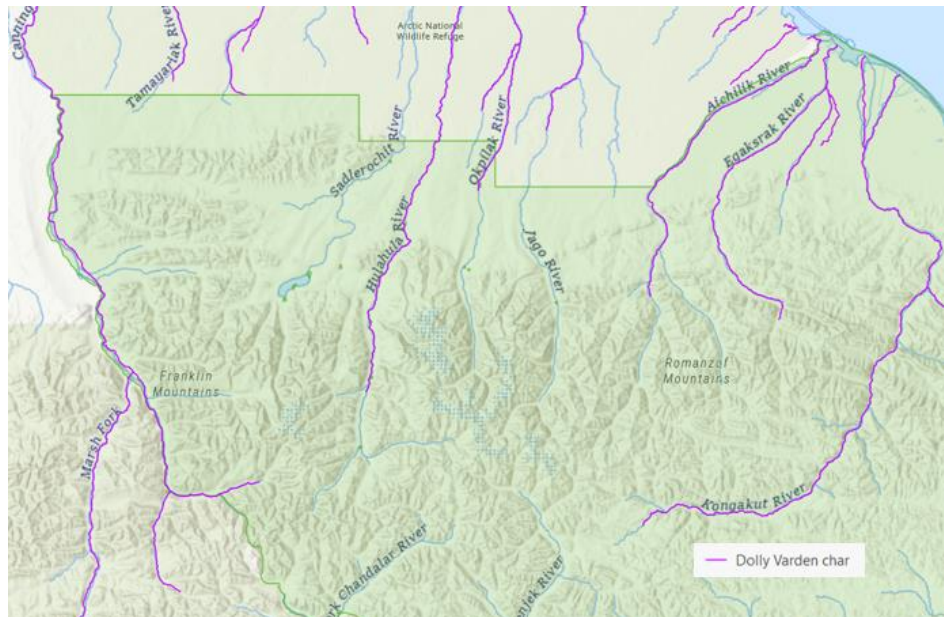 Arctic National
Wildlife Refuge
Canning
Tamayariak River
Sadlerochit River
Hulahula River
Okpilak River
Jago River
Aichilik River
Egaksrak River
Franklin
Mountains
Romanzof
Mountains
Marsh Fork
Kongakut River
Chandalar River
River
Dolly Varden char